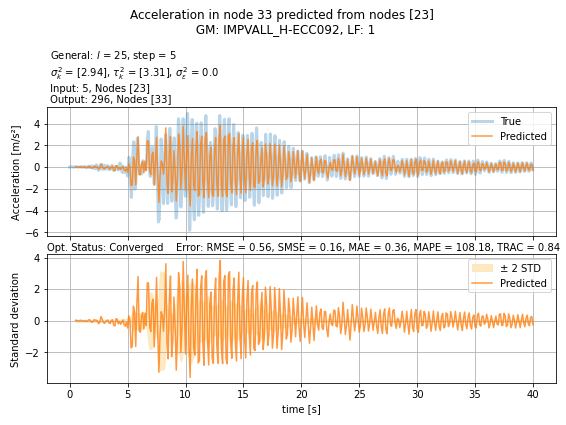 Acceleration in node 33 predicted from nodes [23]
GM: IMPVALL_H-ECC092, LF: 1
General: l = 25, step = 5
σ²ₖ = [2.94], τ²ₖ = [3.31], σ²ᵣ = 0.0
Input: 5, Nodes [23]
Output: 296, Nodes [33]
Acceleration [m/s²]
4
2
0
−2
−4
−6
True
Predicted
Opt. Status: Converged Error: RMSE = 0.56, SMSE = 0.16, MAE = 0.36, MAPE = 108.18, TRAC = 0.84
Standard deviation
4
2
0
−2
± 2 STD
Predicted
0 5 10 15 20 25 30 35 40
time [s]